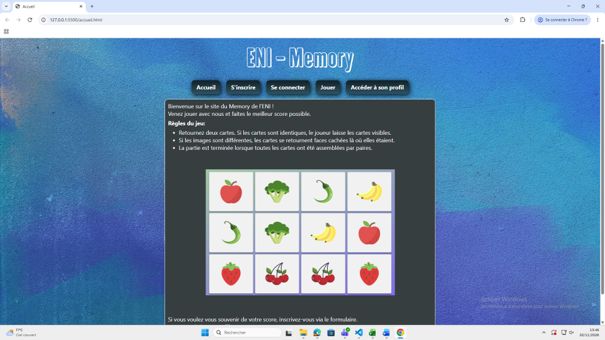 Accueil
127.0.0.1:5500/accueil.html
Se connecter à Chrome
ENI - Memory
Accueil
S'inscrire
Se connecter
Jouer
Accéder à son profil
Bienvenue sur le site du Memory de l'ENI !
Venez jouer avec nous et faites le meilleur score possible.
Règles du jeu:
Retournez deux cartes. Si les cartes sont identiques, le joueur laisse les cartes visibles.
Si les images sont différentes, les cartes se retournent faces cachées là où elles étaient.
La partie est terminée lorsque toutes les cartes ont été assemblées par paires.
Si vous voulez vous souvenir de votre score, inscrivez-vous via le formulaire.
Activer Windows
Rechercher